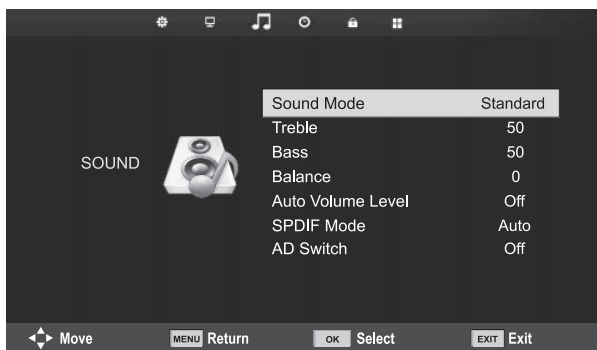 Sound Mode Standard
Treble 50
Bass 50
SOUND
Balance 0
Auto Volume Level Off
SPDIF Mode Auto
AD Switch Off
Move MENU Return OK Select EXIT Exit